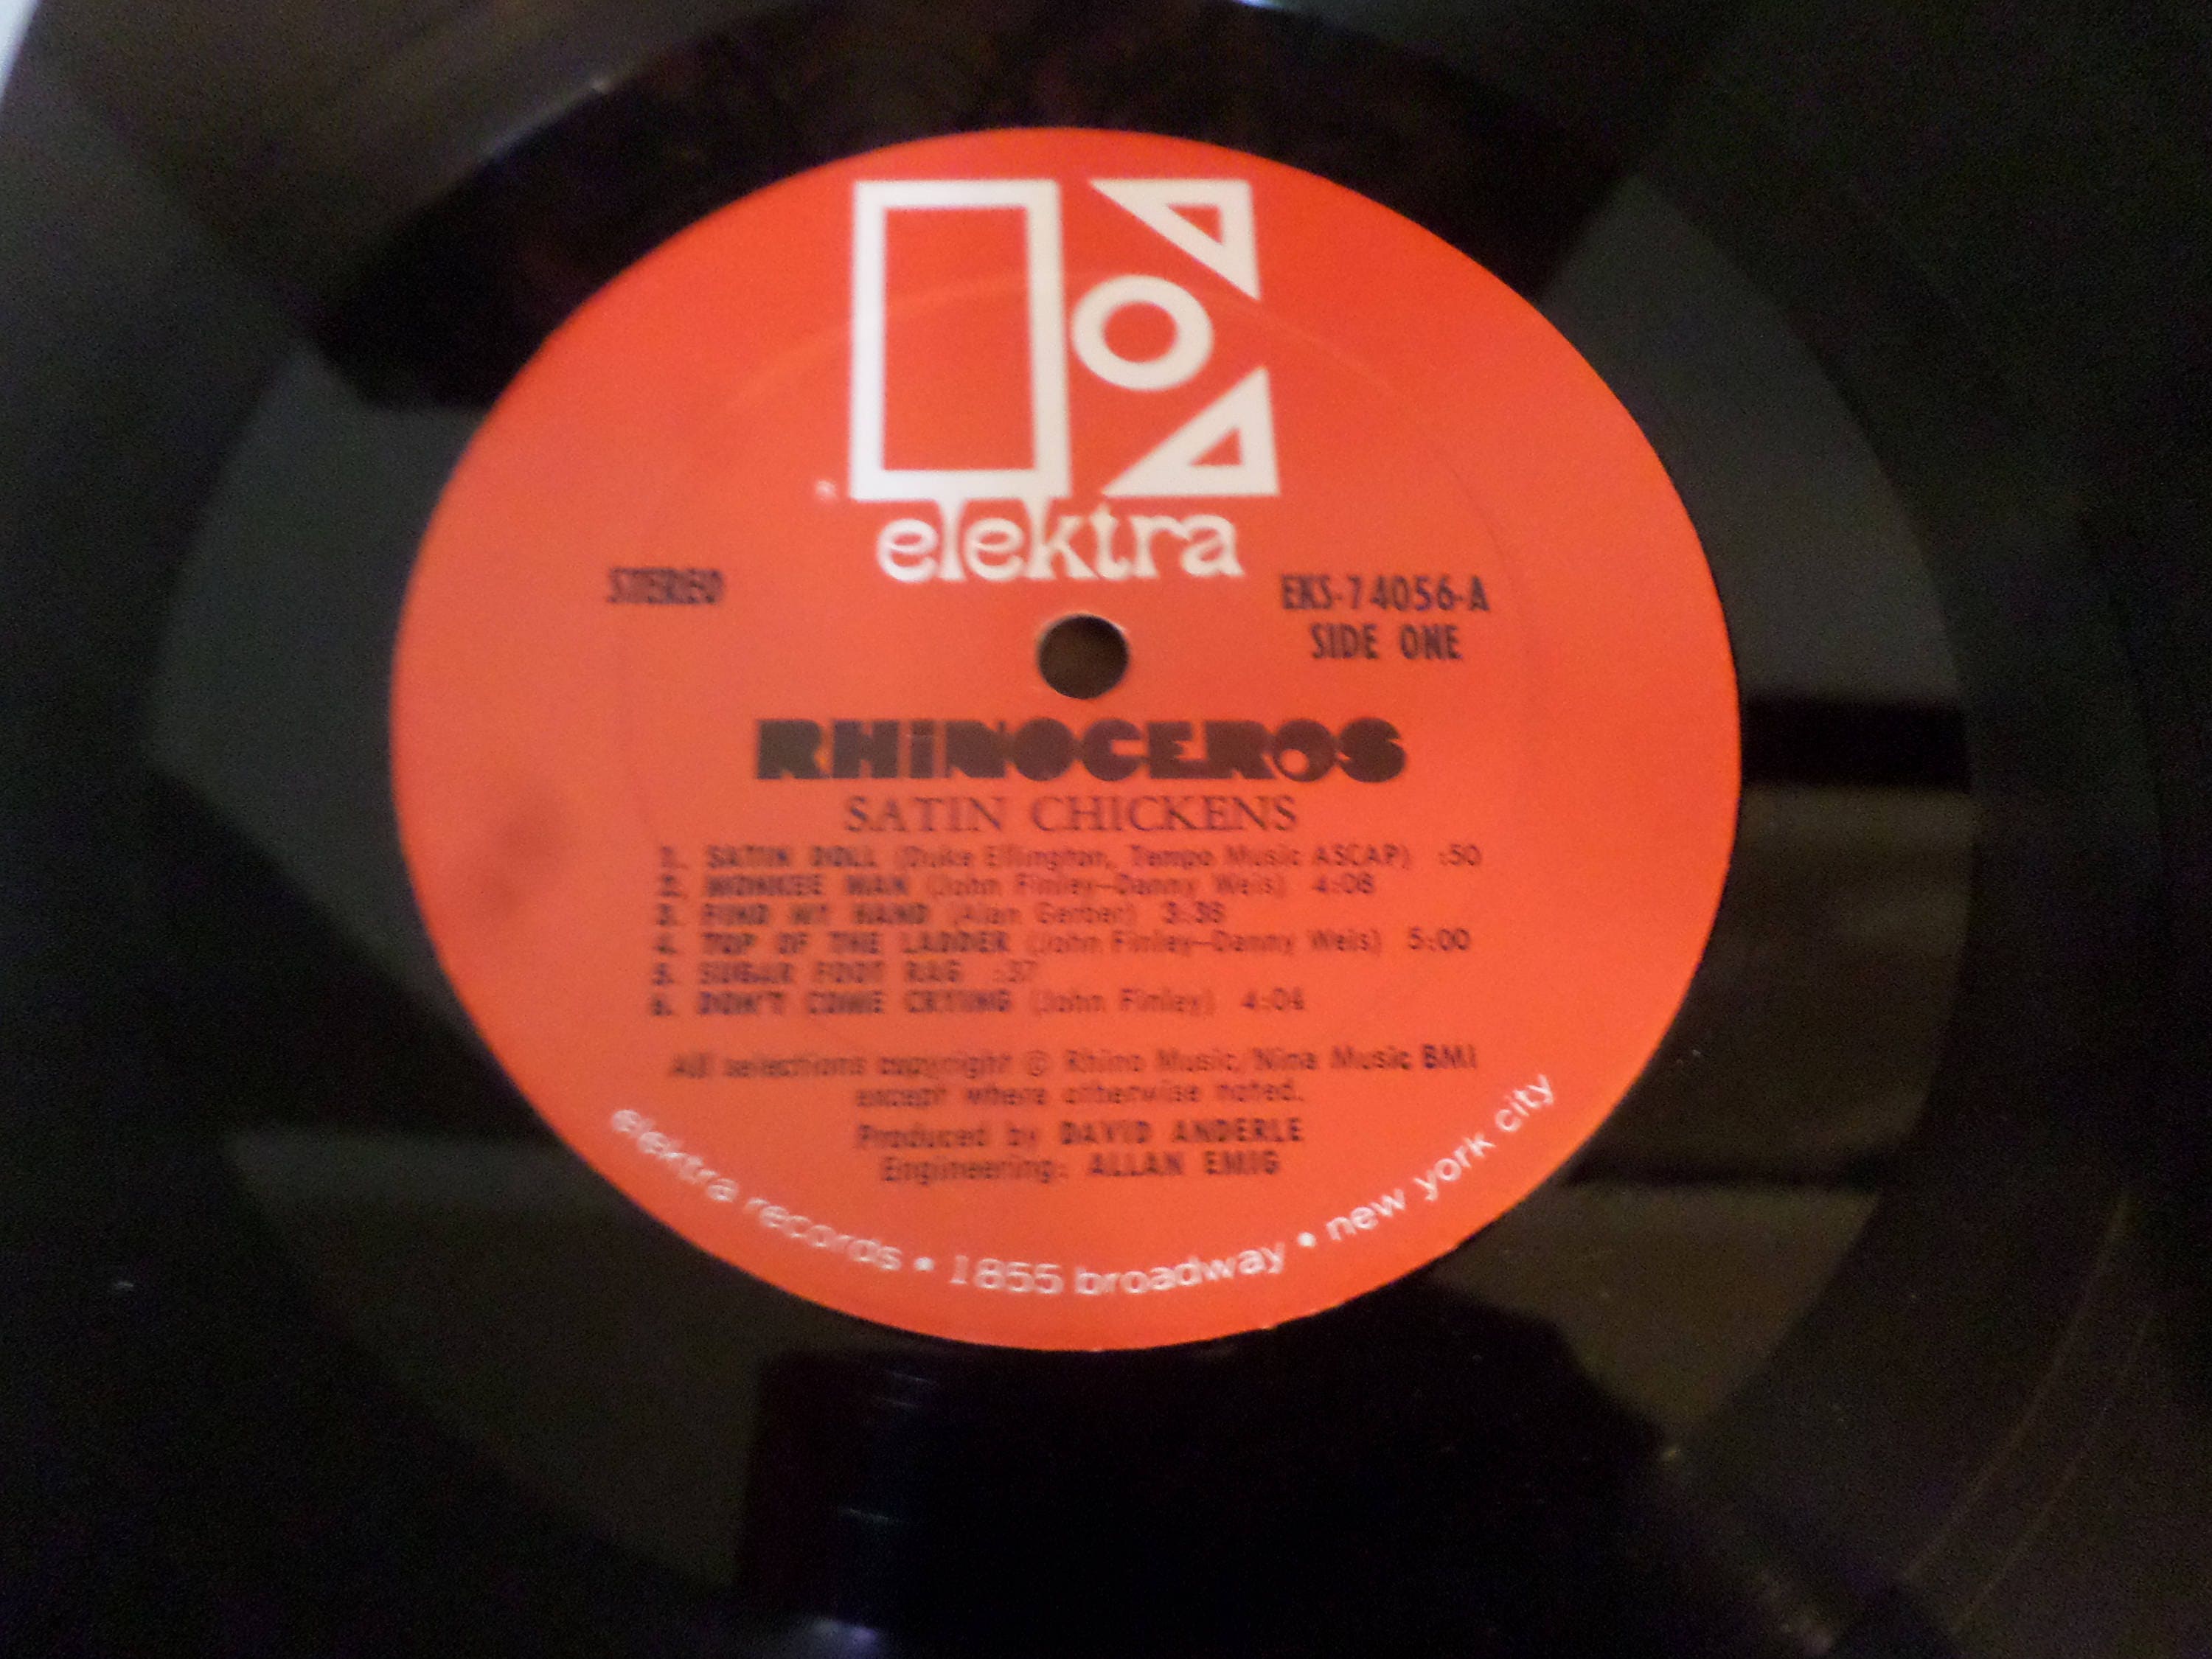 elektra
STEREO
EKS-74056-A
SIDE ONE
RHiNOCEROS
SATIN CHICKENS
1. SATIN DOLL (Duke Ellington, Tempo Music ASCAP) :50
2. MONKEE MAN (John Finley–Danny Weis) 4:08
3. FIND MY HAND (Alan Gerber) 3:38
4. TOP OF THE LADDER (John Finley–Danny Weis) 5:00
5. SUGAR FOOT RAG :37
6. DON'T COME CRYING (John Finley) 4:04
All selections copyright © Rhino Music/Nina Music BMI
except where otherwise noted.
Produced by DAVID ANDERLE
Engineering: ALLAN EMIG
elektra records • 1855 broadway • new york city